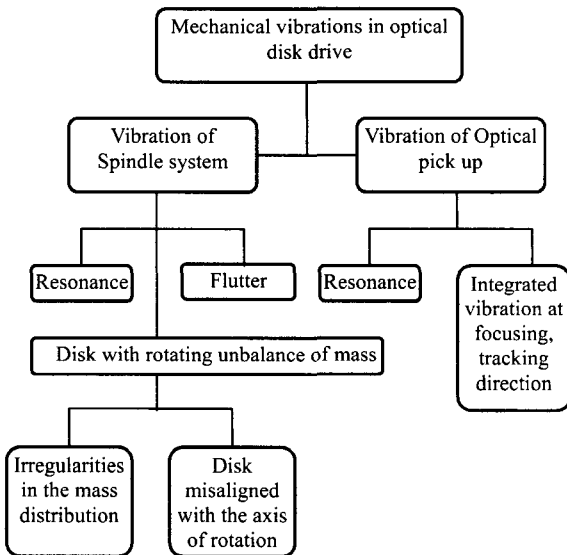 Mechanical vibrations in optical
disk drive
Vibration of
Spindle system
Vibration of Optical
pick up
Resonance
Flutter
Resonance
Integrated
vibration at
focusing,
tracking
direction
Disk with rotating unbalance of mass
Irregularities
in the mass
distribution
Disk
misaligned
with the axis
of rotation